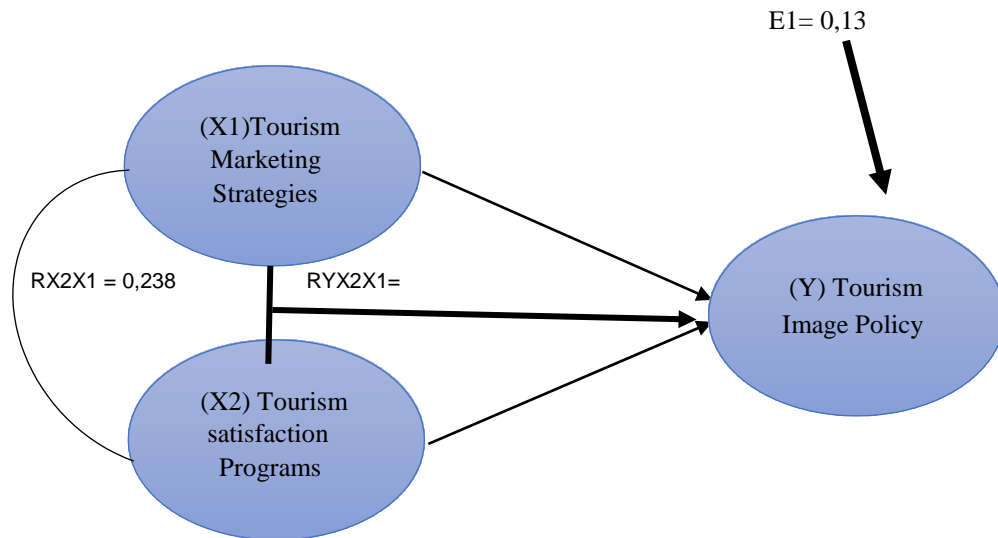 E1= 0,13
(X1)Tourism
Marketing
Strategies
RX2X1 = 0,238
RYX2X1=
(Y) Tourism
Image Policy
(X2) Tourism
satisfaction
Programs